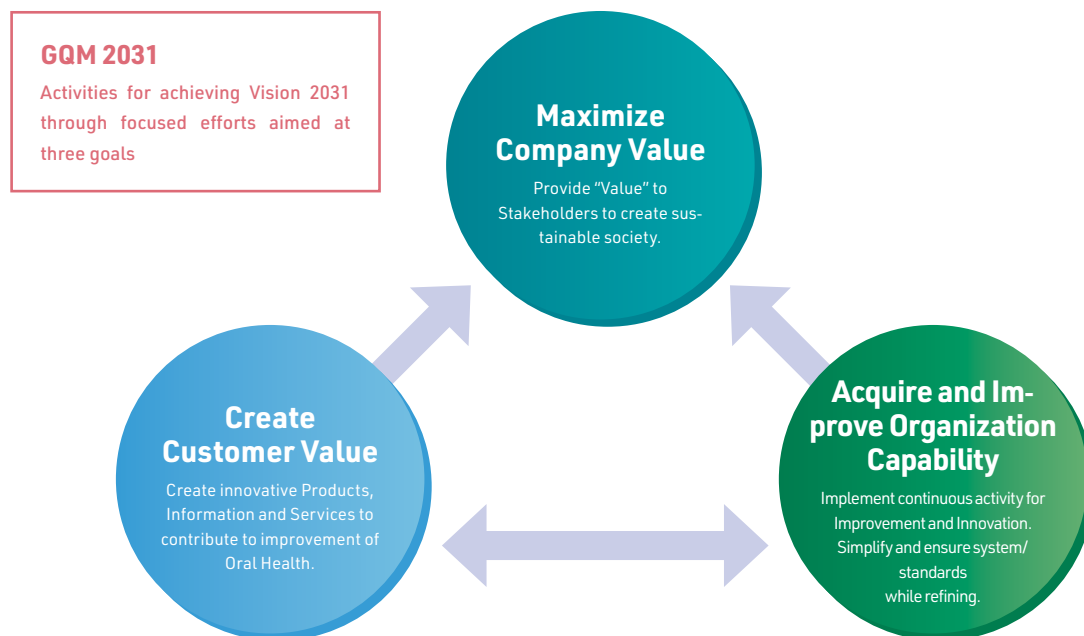 GQM 2031
Activities for achieving Vision 2031
through focused efforts aimed at
three goals
Maximize
Company Value
Provide “Value” to
Stakeholders to create sus-
tainable society.
Create
Customer Value
Create innovative Products,
Information and Services to
contribute to improvement of
Oral Health.
Acquire and Im-
prove Organization
Capability
Implement continuous activity for
Improvement and Innovation.
Simplify and ensure system/
standards
while refining.